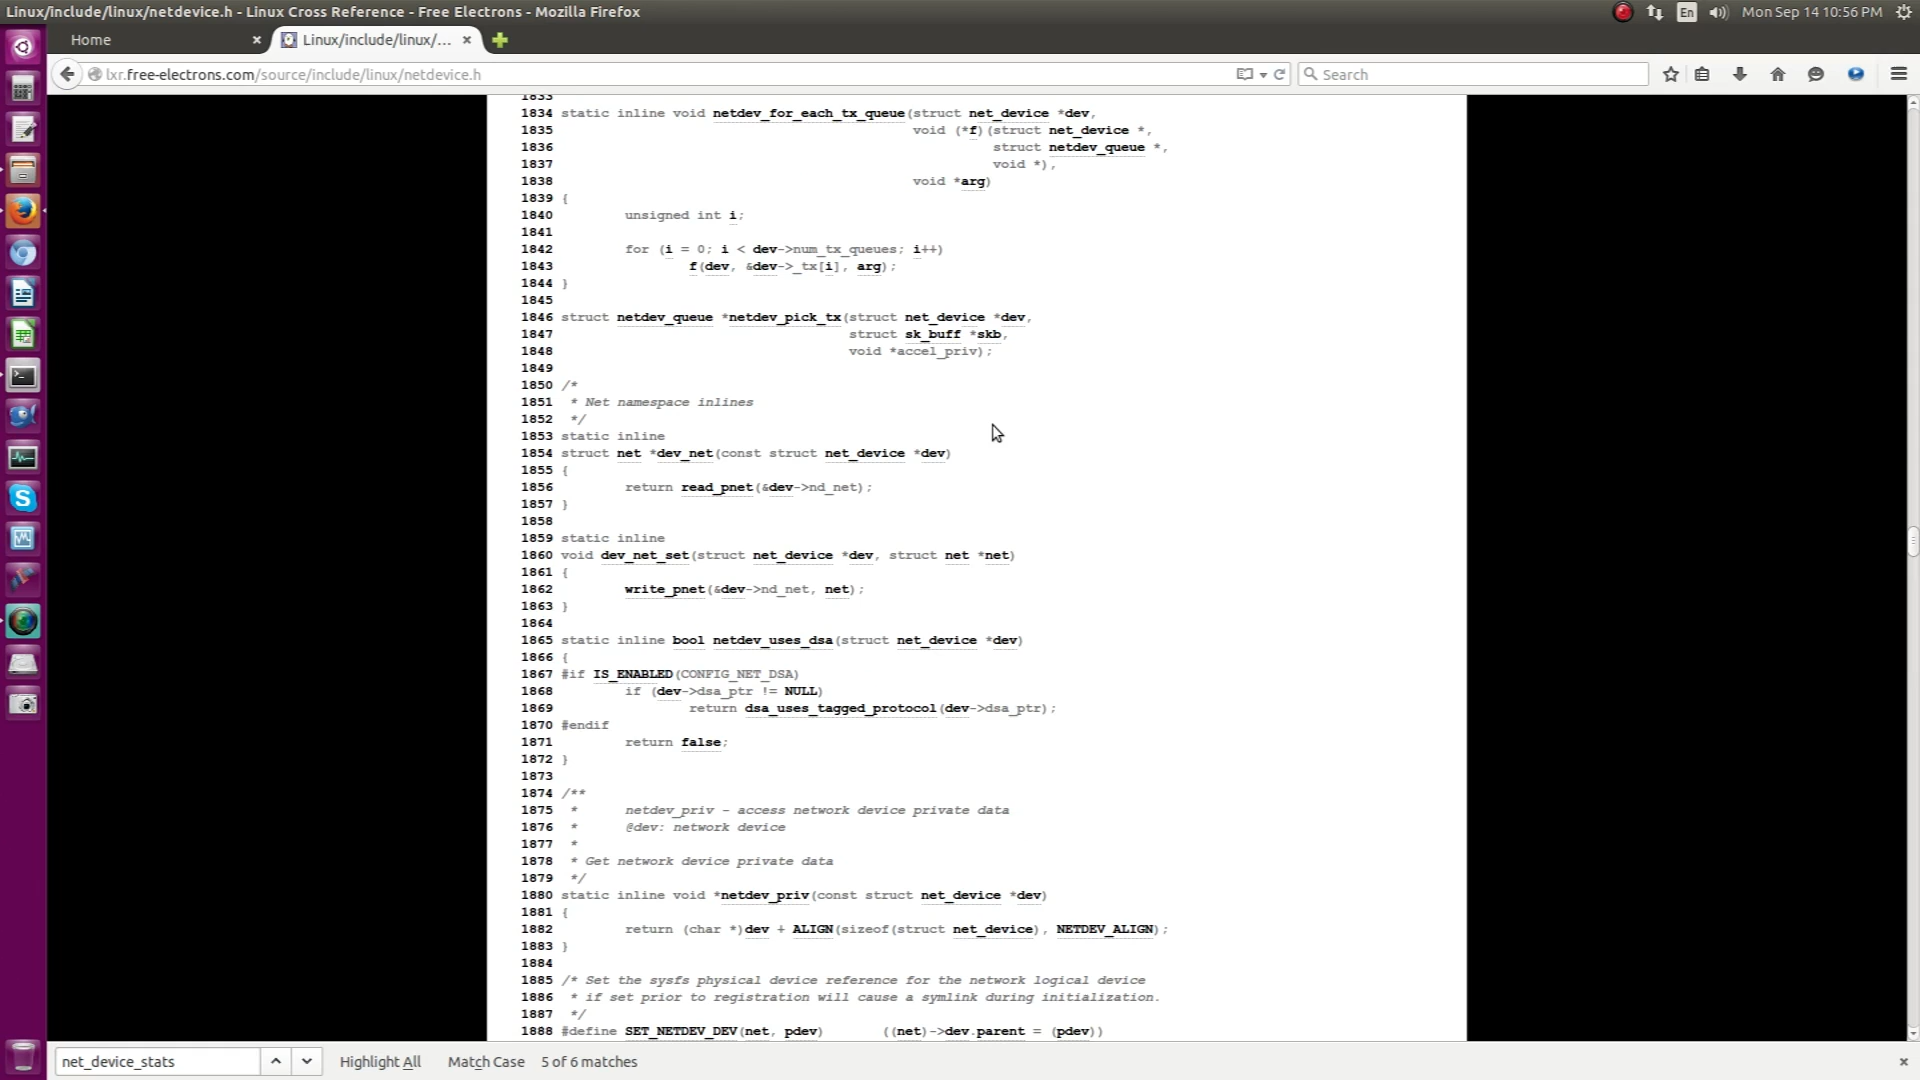 Linux/include/linux/netdevice.h - Linux Cross Reference - Free Electrons - Mozilla Firefox
En
Mon Sep 14 10:56 PM
Home
Linux/include/linux/...
lxr.free-electrons.com/source/include/linux/netdevice.h
Search
1833
1834 static inline void netdev_for_each_tx_queue(struct net_device *dev,
1835 void (*f)(struct net_device *,
1836 struct netdev_queue *,
1837 void *),
1838 void *arg)
1839 {
1840 unsigned int i;
1841
1842 for (i = 0; i < dev->num_tx_queues; i++)
1843 f(dev, &dev->_tx[i], arg);
1844 }
1845
1846 struct netdev_queue *netdev_pick_tx(struct net_device *dev,
1847 struct sk_buff *skb,
1848 void *accel_priv);
1849
1850 /*
1851 * Net namespace inlines
1852 */
1853 static inline
1854 struct net *dev_net(const struct net_device *dev)
1855 {
1856 return read_pnet(&dev->nd_net);
1857 }
1858
1859 static inline
1860 void dev_net_set(struct net_device *dev, struct net *net)
1861 {
1862 write_pnet(&dev->nd_net, net);
1863 }
1864
1865 static inline bool netdev_uses_dsa(struct net_device *dev)
1866 {
1867 #if IS_ENABLED(CONFIG_NET_DSA)
1868 if (dev->dsa_ptr != NULL)
1869 return dsa_uses_tagged_protocol(dev->dsa_ptr);
1870 #endif
1871 return false;
1872 }
1873
1874 /**
1875 * netdev_priv - access network device private data
1876 * @dev: network device
1877 *
1878 * Get network device private data
1879 */
1880 static inline void *netdev_priv(const struct net_device *dev)
1881 {
1882 return (char *)dev + ALIGN(sizeof(struct net_device), NETDEV_ALIGN);
1883 }
1884
1885 /* Set the sysfs physical device reference for the network logical device
1886 * if set prior to registration will cause a symlink during initialization.
1887 */
1888 #define SET_NETDEV_DEV(net, pdev) ((net)->dev.parent = (pdev))
net_device_stats
Highlight All
Match Case
5 of 6 matches